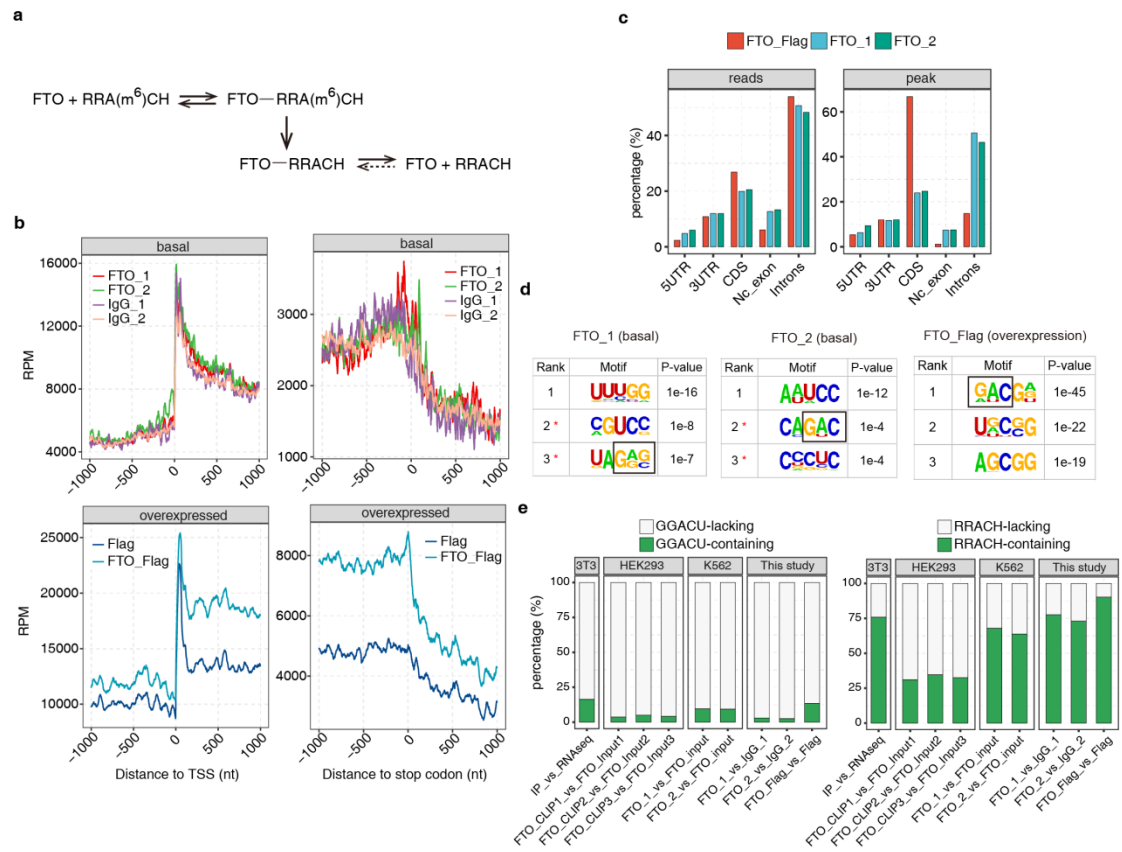 a
FTO + RRA(m⁶)CH ⇌ FTO—RRA(m⁶)CH
FTO—RRACH ⇌ FTO + RRACH
b
basal
FTO_1
FTO_2
IgG_1
IgG_2
16000
12000
8000
4000
RPM
−1000
−500
0
500
1000
basal
FTO_1
FTO_2
IgG_1
IgG_2
3000
2000
1000
−1000
−500
0
500
1000
overexpressed
Flag
FTO_Flag
25000
20000
15000
10000
RPM
−1000
−500
0
500
1000
Distance to TSS (nt)
overexpressed
Flag
FTO_Flag
8000
6000
4000
−1000
−500
0
500
1000
Distance to stop codon (nt)
c
FTO_Flag FTO_1 FTO_2
reads
percentage (%)
40
20
0
5UTR
3UTR
CDS
Nc_exon
Introns
peak
60
40
20
0
5UTR
3UTR
CDS
Nc_exon
Introns
d
FTO_1 (basal)
Rank Motif P-value
1 UUUGG 1e-16
2 * CGUCC 1e-8
3 * UAGAG 1e-7
FTO_2 (basal)
Rank Motif P-value
1 AAUCC 1e-12
2 * CAGAC 1e-4
3 * CCCUC 1e-4
FTO_Flag (overexpression)
Rank Motif P-value
1 GACGA 1e-45
2 UGCGG 1e-22
3 AGCGG 1e-19
e
GGACU-lacking
GGACU-containing
3T3 HEK293 K562 This study
percentage (%)
100
75
50
25
0
IP_vs_RNAseq
FTO_CLIP1_vs_FTO_Input1
FTO_CLIP2_vs_FTO_Input2
FTO_CLIP3_vs_FTO_Input3
FTO_1_vs_FTO_input
FTO_2_vs_FTO_input
FTO_1_vs_IgG_1
FTO_2_vs_IgG_2
FTO_Flag_vs_Flag
RRACH-lacking
RRACH-containing
3T3 HEK293 K562 This study
100
75
50
25
0
IP_vs_RNAseq
FTO_CLIP1_vs_FTO_Input1
FTO_CLIP2_vs_FTO_Input2
FTO_CLIP3_vs_FTO_Input3
FTO_1_vs_FTO_input
FTO_2_vs_FTO_input
FTO_1_vs_IgG_1
FTO_2_vs_IgG_2
FTO_Flag_vs_Flag